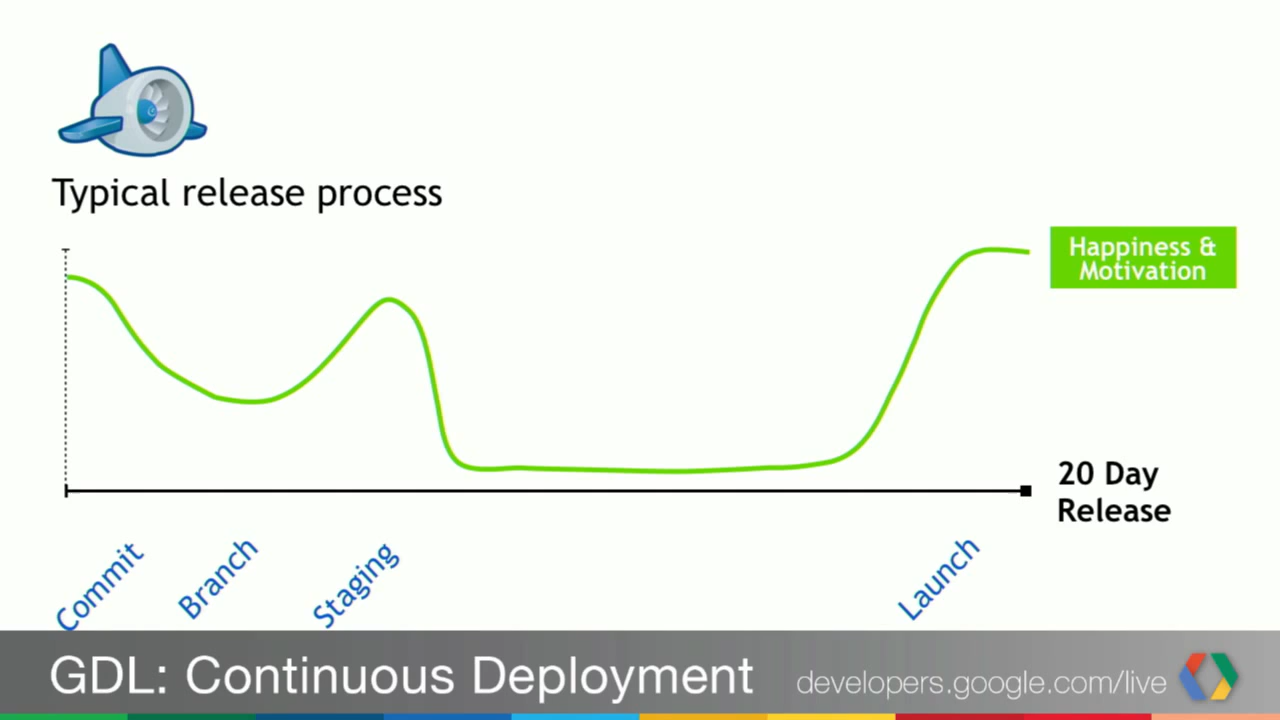 Typical release process
Happiness &
Motivation
20 Day
Release
Commit
Branch
Staging
Launch
GDL: Continuous Deployment
developers.google.com/live